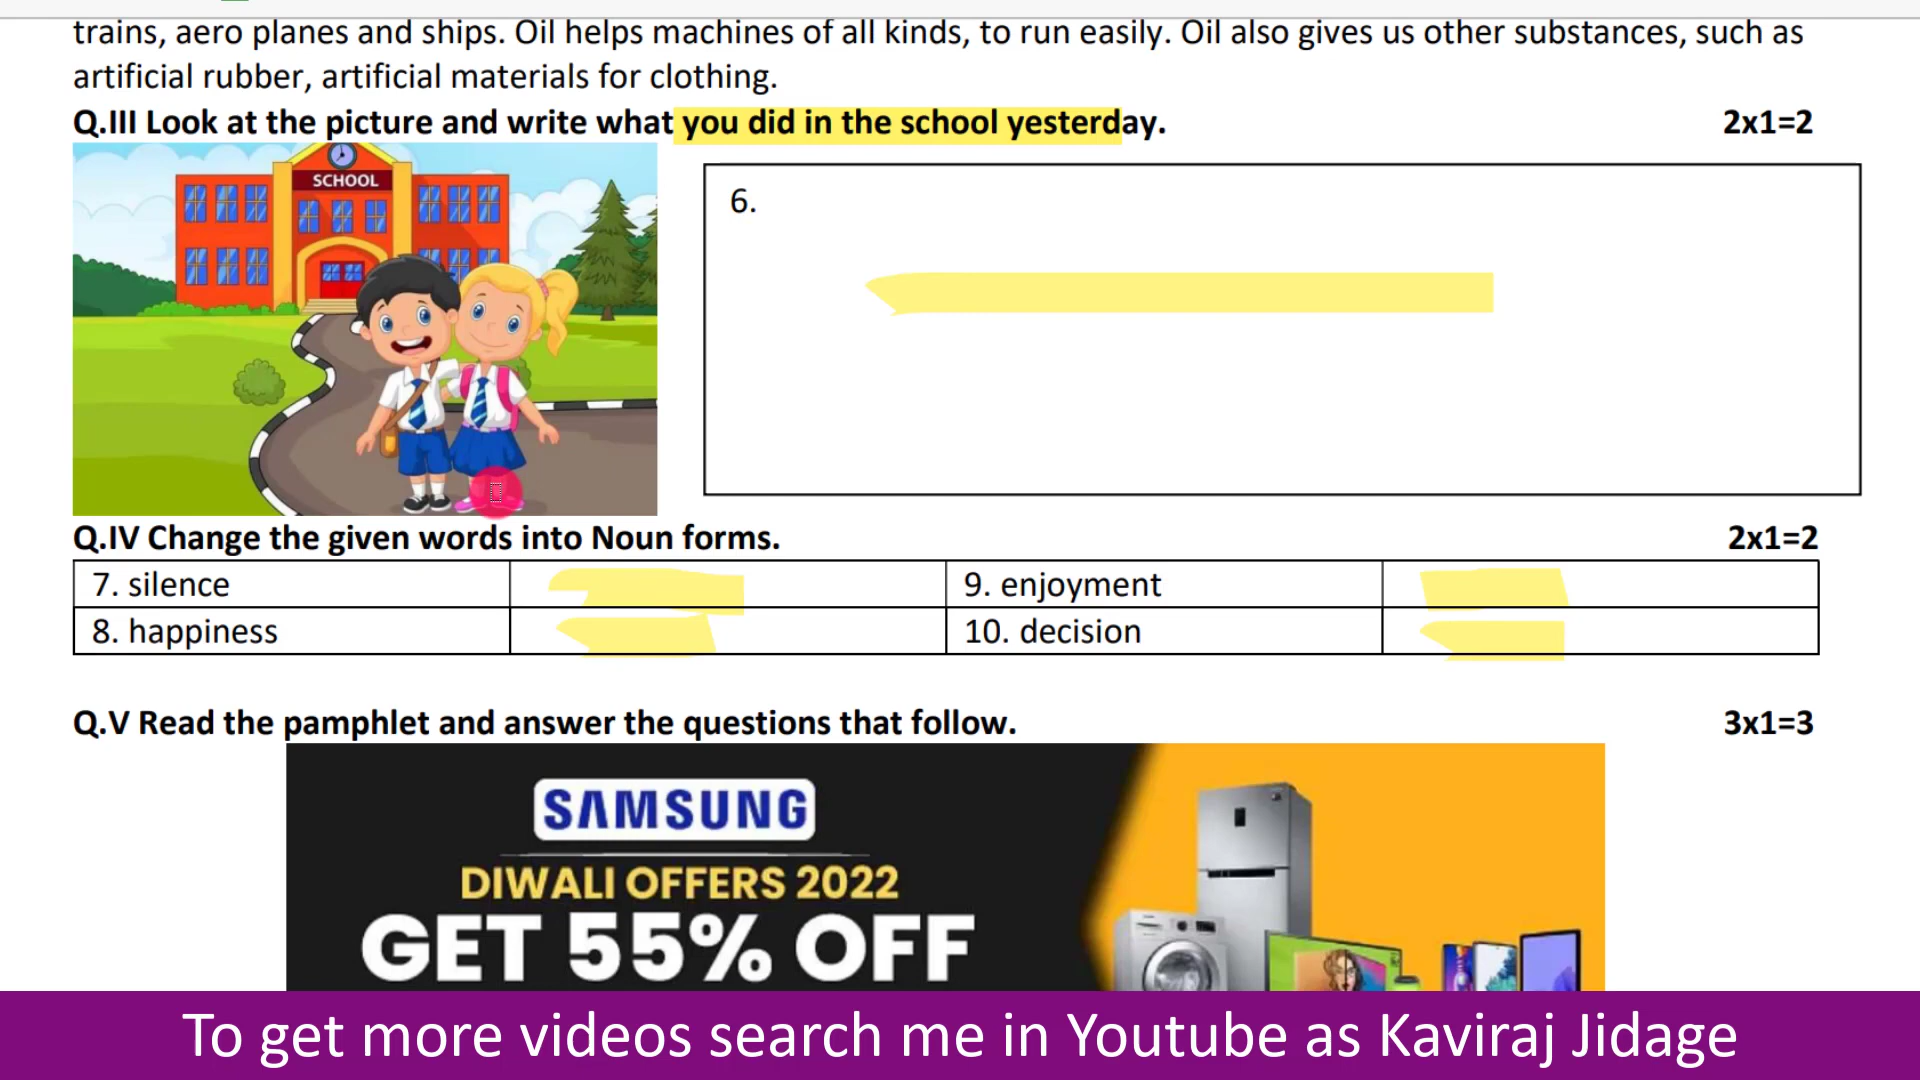 trains, aero planes and ships. Oil helps machines of all kinds, to run easily. Oil also gives us other substances, such as
artificial rubber, artificial materials for clothing.
Q.III Look at the picture and write what you did in the school yesterday. 2x1=2
SCHOOL
6.
Q.IV Change the given words into Noun forms. 2x1=2
7. silence 9. enjoyment
8. happiness 10. decision
Q.V Read the pamphlet and answer the questions that follow. 3x1=3
SAMSUNG
DIWALI OFFERS 2022
GET 55% OFF
To get more videos search me in Youtube as Kaviraj Jidage